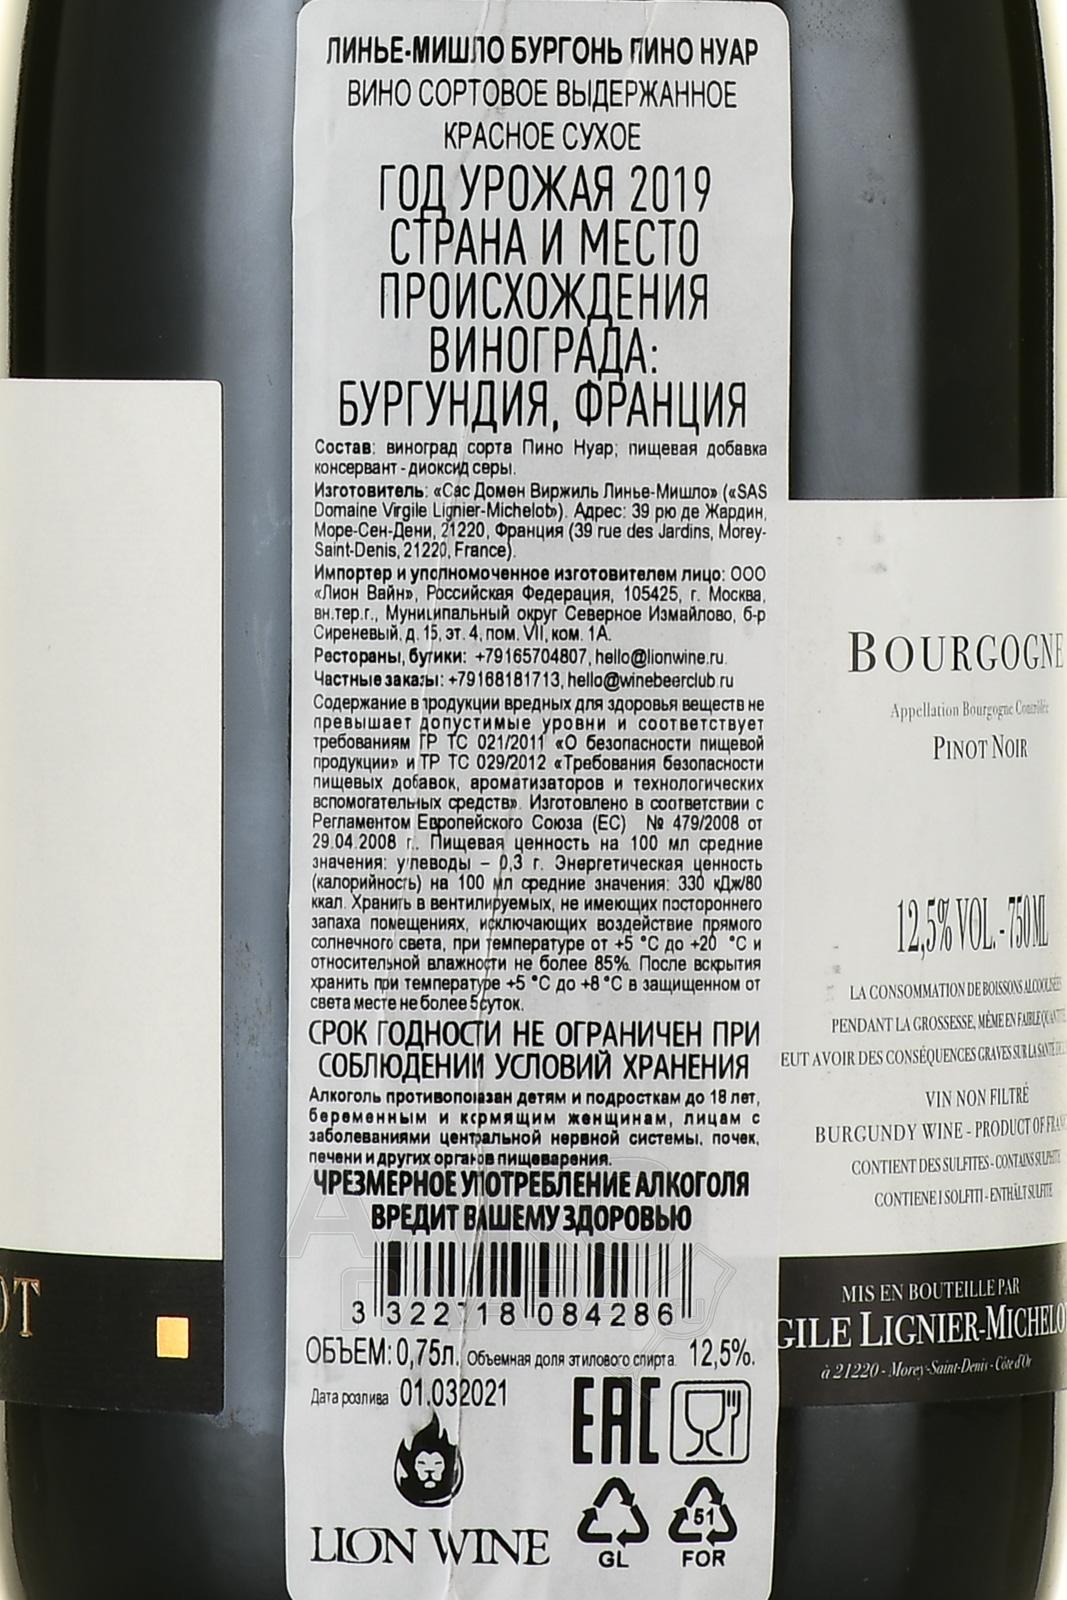 ЛИНЬЕ-МИШЛО БУРГОНЬ ПИНО НУАР
ВИНО СОРТОВОЕ ВЫДЕРЖАННОЕ
КРАСНОЕ СУХОЕ
ГОД УРОЖАЯ 2019
СТРАНА И МЕСТО
ПРОИСХОЖДЕНИЯ
ВИНОГРАДА:
БУРГУНДИЯ, ФРАНЦИЯ
Состав: виноград сорта Пино Нуар; пищевая добавка
консервант - диоксид серы.
Изготовитель: «Сас Домен Виржиль Линье-Мишло» («SAS
Domaine Virgile Lignier-Michelot»). Адрес: 39 рю де Жардин,
Море-Сен-Дени, 21220, Франция (39 rue des Jardins, Morey-
Saint-Denis, 21220, France).
Импортер и уполномоченное изготовителем лицо: ООО
«Лион Вайн», Российская Федерация, 105425, г. Москва,
вн.тер.г., Муниципальный округ Северное Измайлово, б-р
Сиреневый, д. 15, эт. 4, пом. VII, ком. 1А.
Рестораны, бутики: +79165704807, hello@lionwine.ru.
Частные заказы: +79168181713, hello@winebeerclub.ru
Содержание в продукции вредных для здоровья веществ не
превышает допустимые уровни и соответствует
требованиям ТР ТС 021/2011 «О безопасности пищевой
продукции» и ТР ТС 029/2012 «Требования безопасности
пищевых добавок, ароматизаторов и технологических
вспомогательных средств». Изготовлено в соответствии с
Регламентом Европейского Союза (ЕС) № 479/2008 от
29.04.2008 г.. Пищевая ценность на 100 мл средние
значения: углеводы – 0,3 г. Энергетическая ценность
(калорийность) на 100 мл средние значения: 330 кДж/80
ккал. Хранить в вентилируемых, не имеющих постороннего
запаха помещениях, исключающих воздействие прямого
солнечного света, при температуре от +5 °C до +20 °C и
относительной влажности не более 85%. После вскрытия
хранить при температуре +5 °C до +8 °C в защищенном от
света месте не более 5 суток.
СРОК ГОДНОСТИ НЕ ОГРАНИЧЕН ПРИ
СОБЛЮДЕНИИ УСЛОВИЙ ХРАНЕНИЯ
Алкоголь противопоказан детям и подросткам до 18 лет,
беременным и кормящим женщинам, лицам с
заболеваниями центральной нервной системы, почек,
печени и других органов пищеварения.
ЧРЕЗМЕРНОЕ УПОТРЕБЛЕНИЕ АЛКОГОЛЯ
ВРЕДИТ ВАШЕМУ ЗДОРОВЬЮ
3 322718 084286
ОБЪЕМ: 0,75л. Объемная доля этилового спирта 12,5%.
Дата розлива 01.032021
EAC
51
GL
FOR
LION WINE
OT
BOURGOGNE
Appellation Bourgogne Contrôlée
PINOT NOIR
12,5% VOL. - 750 ML
LA CONSOMMATION DE BOISSONS ALCOOLISÉES
PENDANT LA GROSSESSE, MÊME EN FAIBLE
EUT AVOIR DES CONSÉQUENCES GRAVES SUR LA SANTÉ
VIN NON FILTRÉ
BURGUNDY WINE - PRODUCT OF FRAN
CONTIENT DES SULFITES - CONTAINS SULPHITE
CONTIENE I SOLFITI - ENTHÄLT SULFITE
MIS EN BOUTEILLE PAR
GILE LIGNIER-MICHELO
à 21220 - Morey-Saint-Denis - Côte d'Or